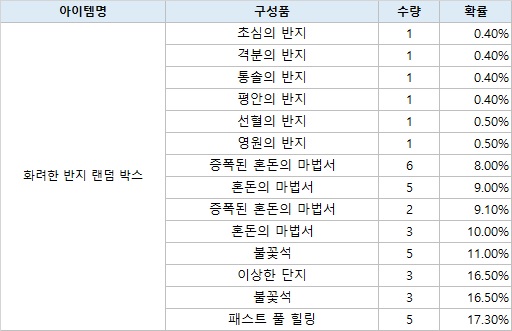 아이템명 구성품 수량 확률
초심의 반지 1 0.40%
격분의 반지 1 0.40%
통솔의 반지 1 0.40%
평안의 반지 1 0.40%
선혈의 반지 1 0.50%
영원의 반지 1 0.50%
증폭된 혼돈의 마법서 6 8.00%
화려한 반지 랜덤 박스 혼돈의 마법서 5 9.00%
증폭된 혼돈의 마법서 2 9.10%
혼돈의 마법서 3 10.00%
불꽃석 5 11.00%
이상한 단지 3 16.50%
불꽃석 3 16.50%
패스트 풀 힐링 5 17.30%